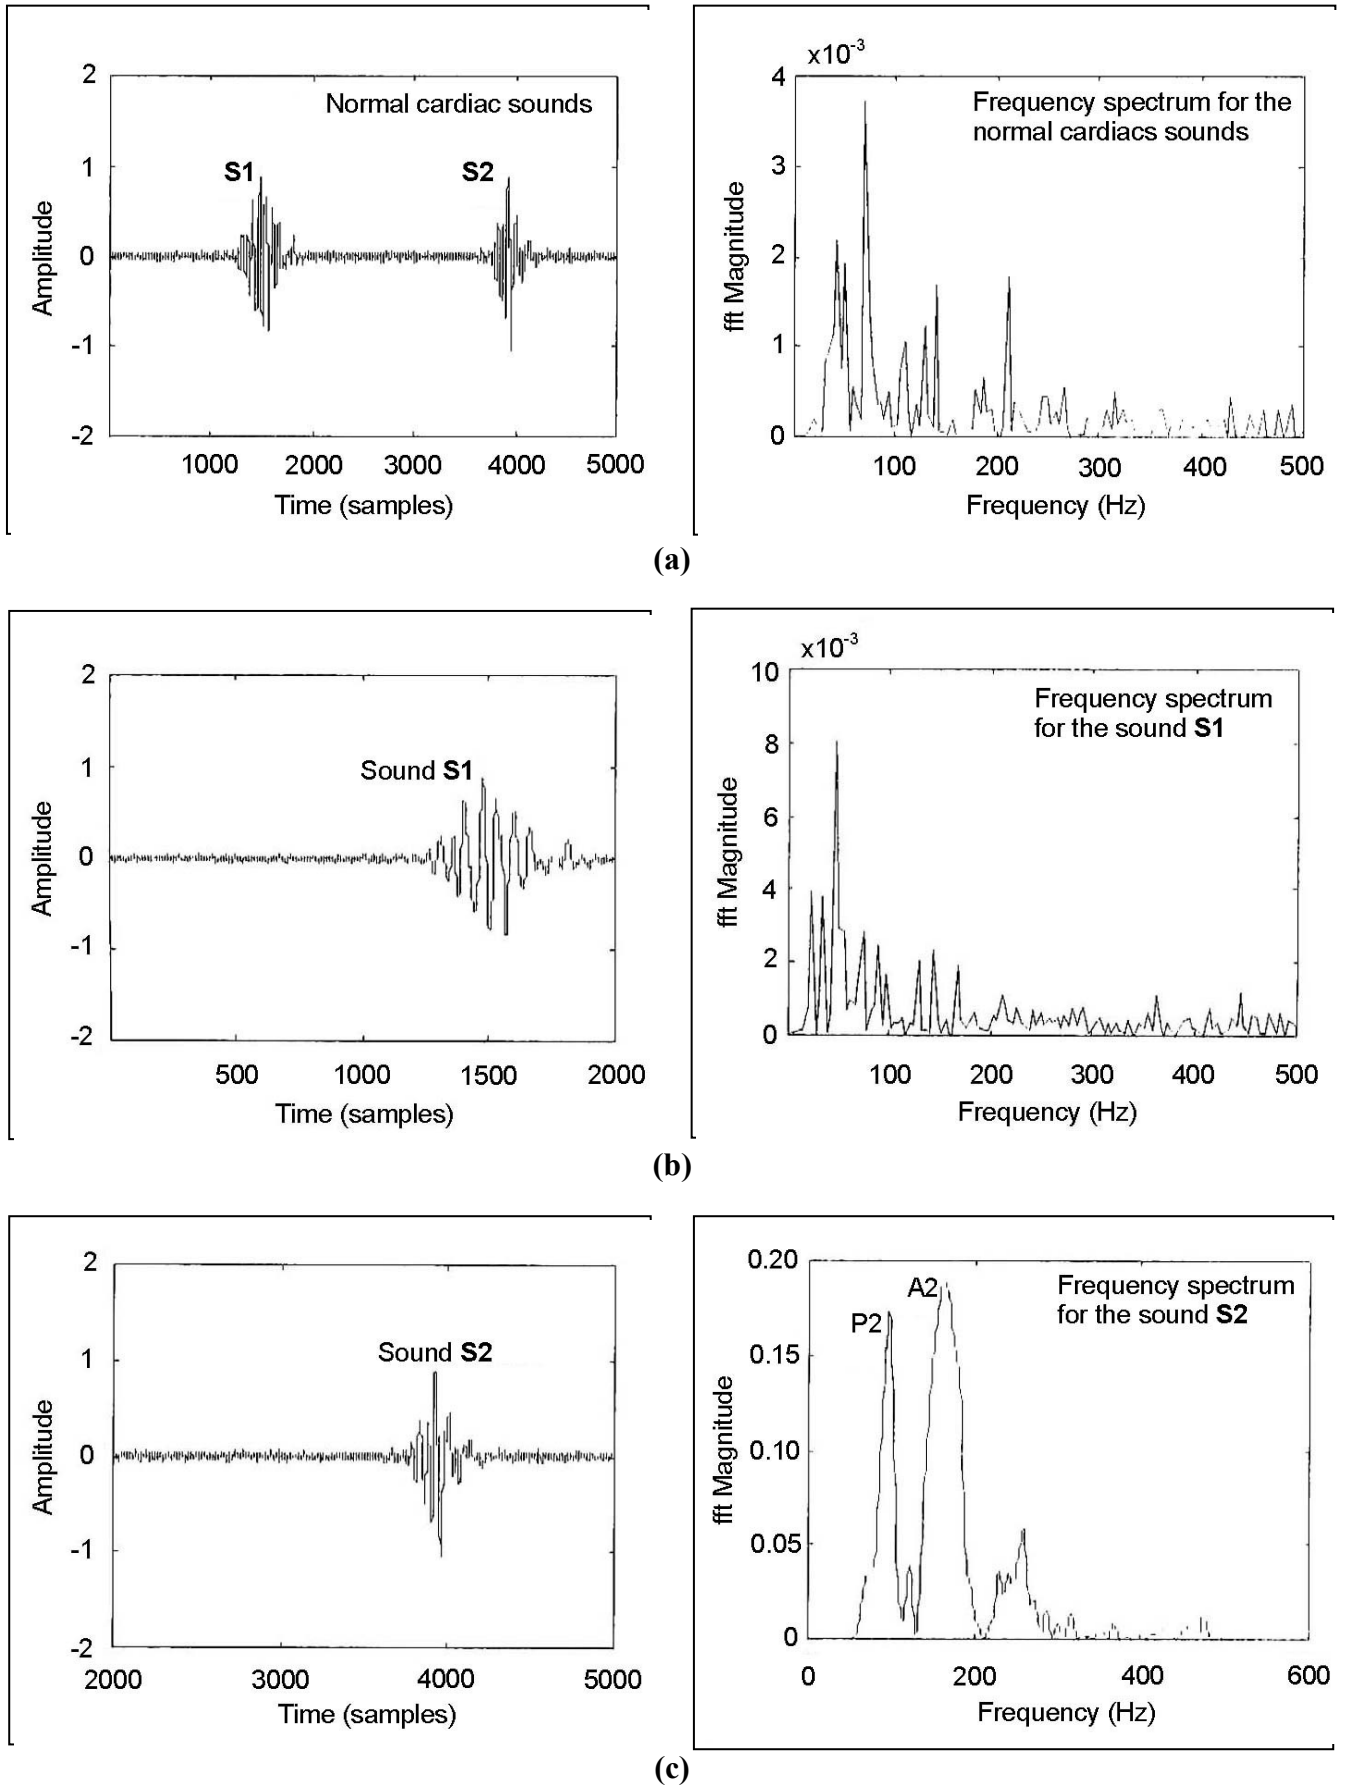 2
1
0
-1
-2
Amplitude
Normal cardiac sounds
S1
S2
1000 2000 3000 4000 5000
Time (samples)
x10-3
4
3
2
1
0
fft Magnitude
Frequency spectrum for the
normal cardiacs sounds
100 200 300 400 500
Frequency (Hz)
(a)
2
1
0
-1
-2
Amplitude
Sound S1
500 1000 1500 2000
Time (samples)
x10-3
10
8
6
4
2
0
fft Magnitude
Frequency spectrum
for the sound S1
100 200 300 400 500
Frequency (Hz)
(b)
2
1
0
-1
-2
Amplitude
Sound S2
2000 3000 4000 5000
Time (samples)
0.20
0.15
0.10
0.05
0
fft Magnitude
P2
A2
Frequency spectrum
for the sound S2
0 200 400 600
Frequency (Hz)
(c)